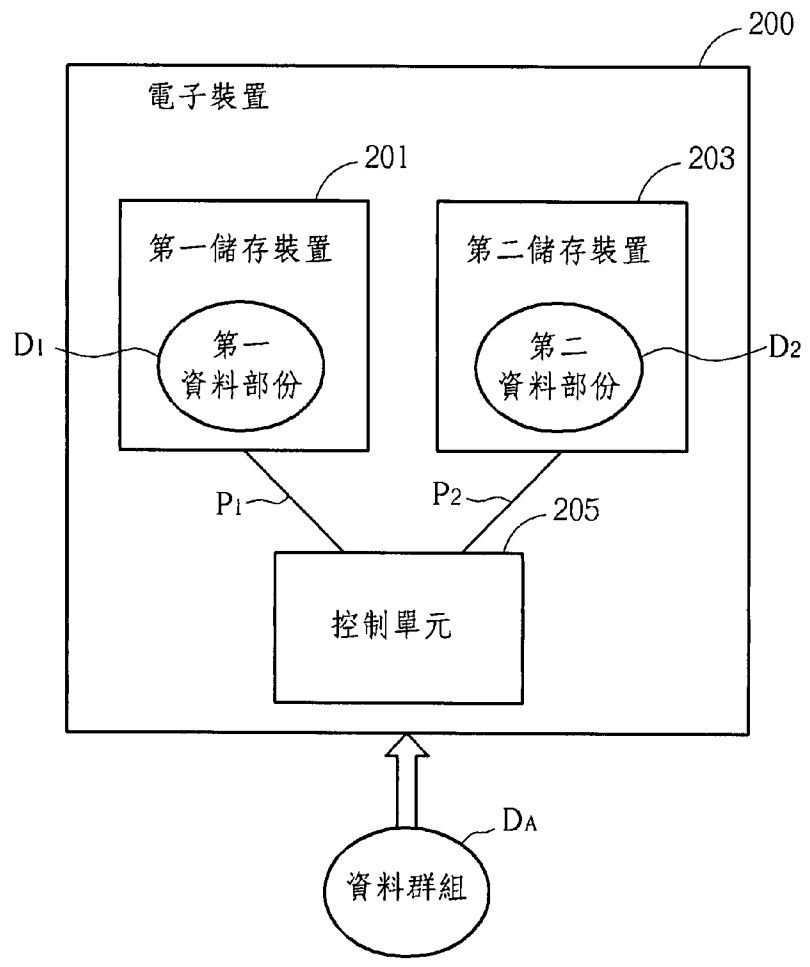 200
電子裝置
201
203
第一儲存裝置
第二儲存裝置
D1
第一
資料部份
第二
資料部份
D2
P1
P2
205
控制單元
DA
資料群組